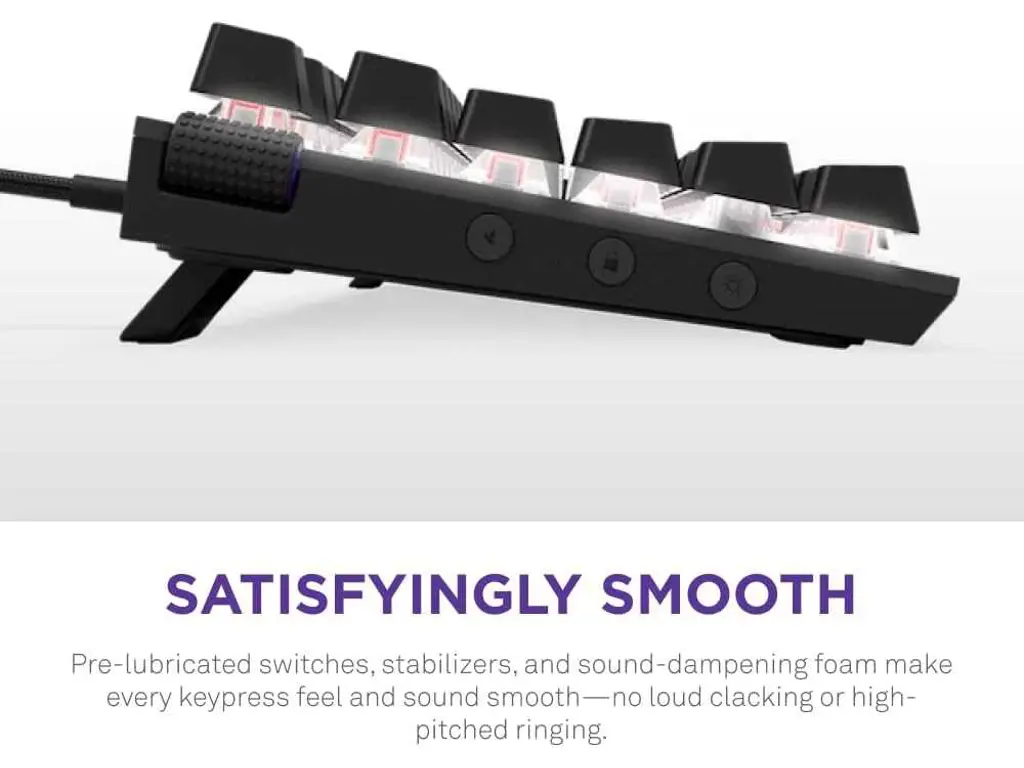 SATISFYINGLY SMOOTH
Pre-lubricated switches, stabilizers, and sound-dampening foam make
every keypress feel and sound smooth—no loud clacking or high-
pitched ringing.